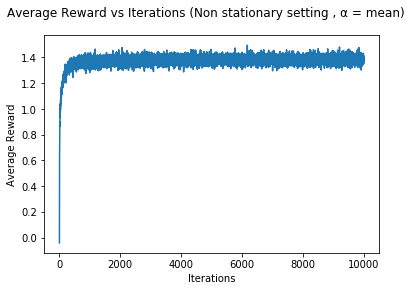 Average Reward vs Iterations (Non stationary setting , α = mean)
1.4
1.2
1.0
0.8
0.6
0.4
0.2
0.0
Average Reward
0 2000 4000 6000 8000 10000
Iterations